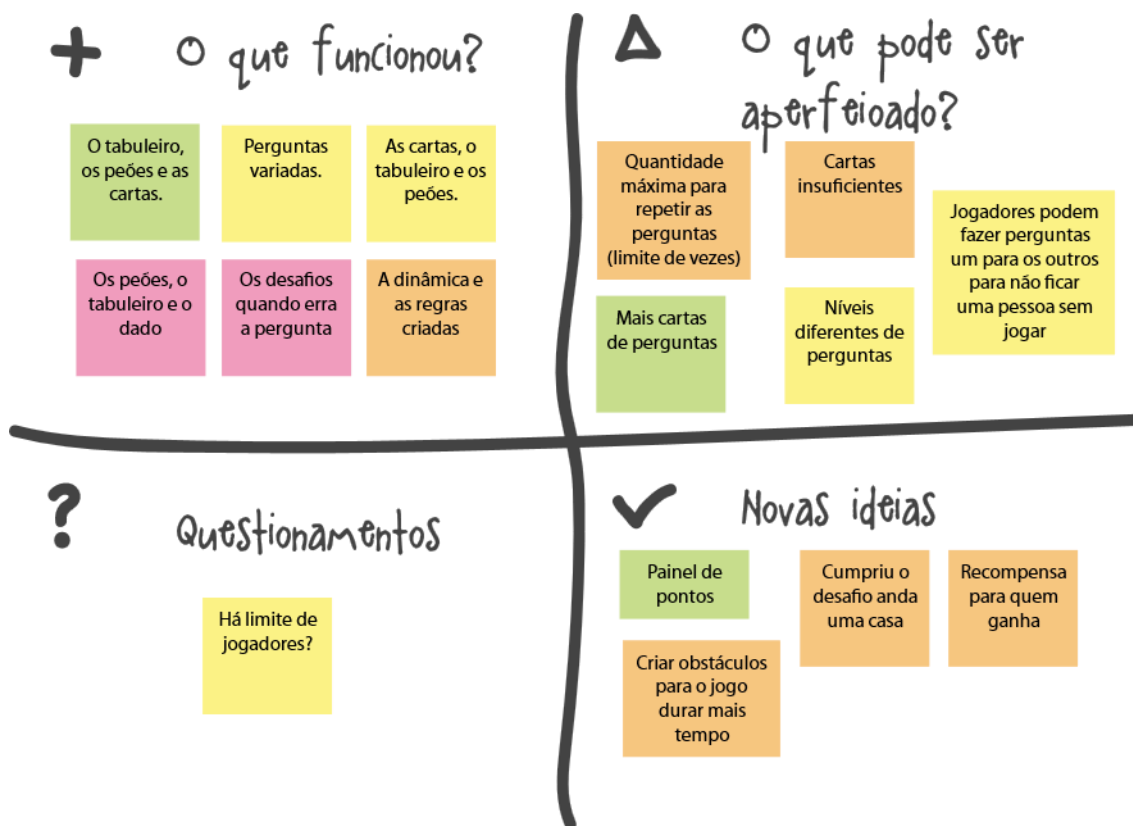 O que funcionou?
O tabuleiro,
os peões e as
cartas.
Perguntas
variadas.
As cartas, o
tabuleiro e os
peões.
Os peões, o
tabuleiro e o
dado
Os desafios
quando erra
a pergunta
A dinâmica e
as regras
criadas
O que pode ser
aperfeioado?
Quantidade
máxima para
repetir as
perguntas
(limite de vezes)
Cartas
insuficientes
Jogadores podem
fazer perguntas
um para os outros
para não ficar
uma pessoa sem
jogar
Mais cartas
de perguntas
Níveis
diferentes de
perguntas
?
Questionamentos
Há limite de
jogadores?
Novas ideias
Painel de
pontos
Cumpriu o
desafio anda
uma casa
Recompensa
para quem
ganha
Criar obstáculos
para o jogo
durar mais
tempo